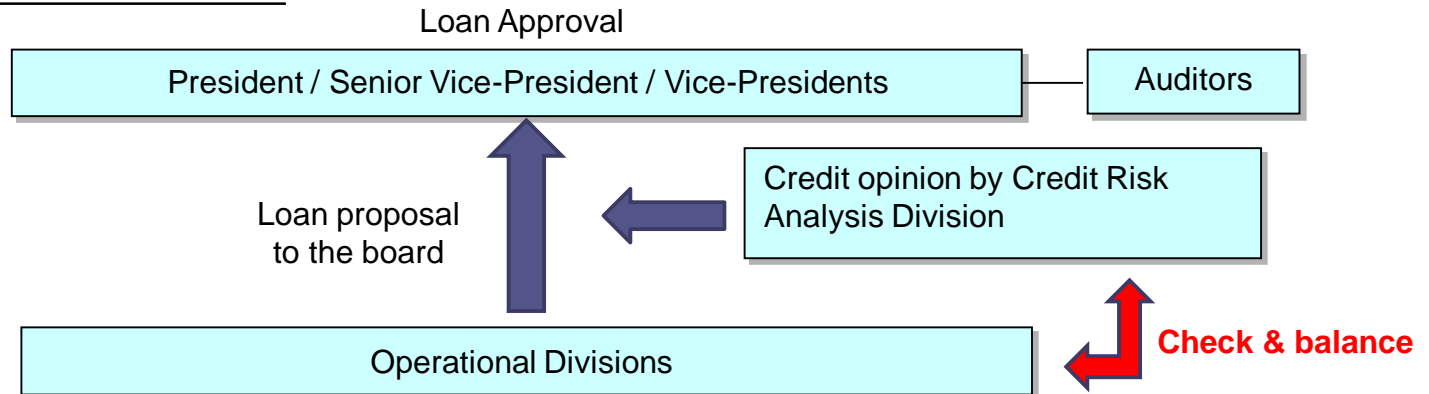 Loan Approval
President / Senior Vice-President / Vice-Presidents
Auditors
Credit opinion by Credit Risk
Analysis Division
Loan proposal
to the board
Check & balance
Operational Divisions